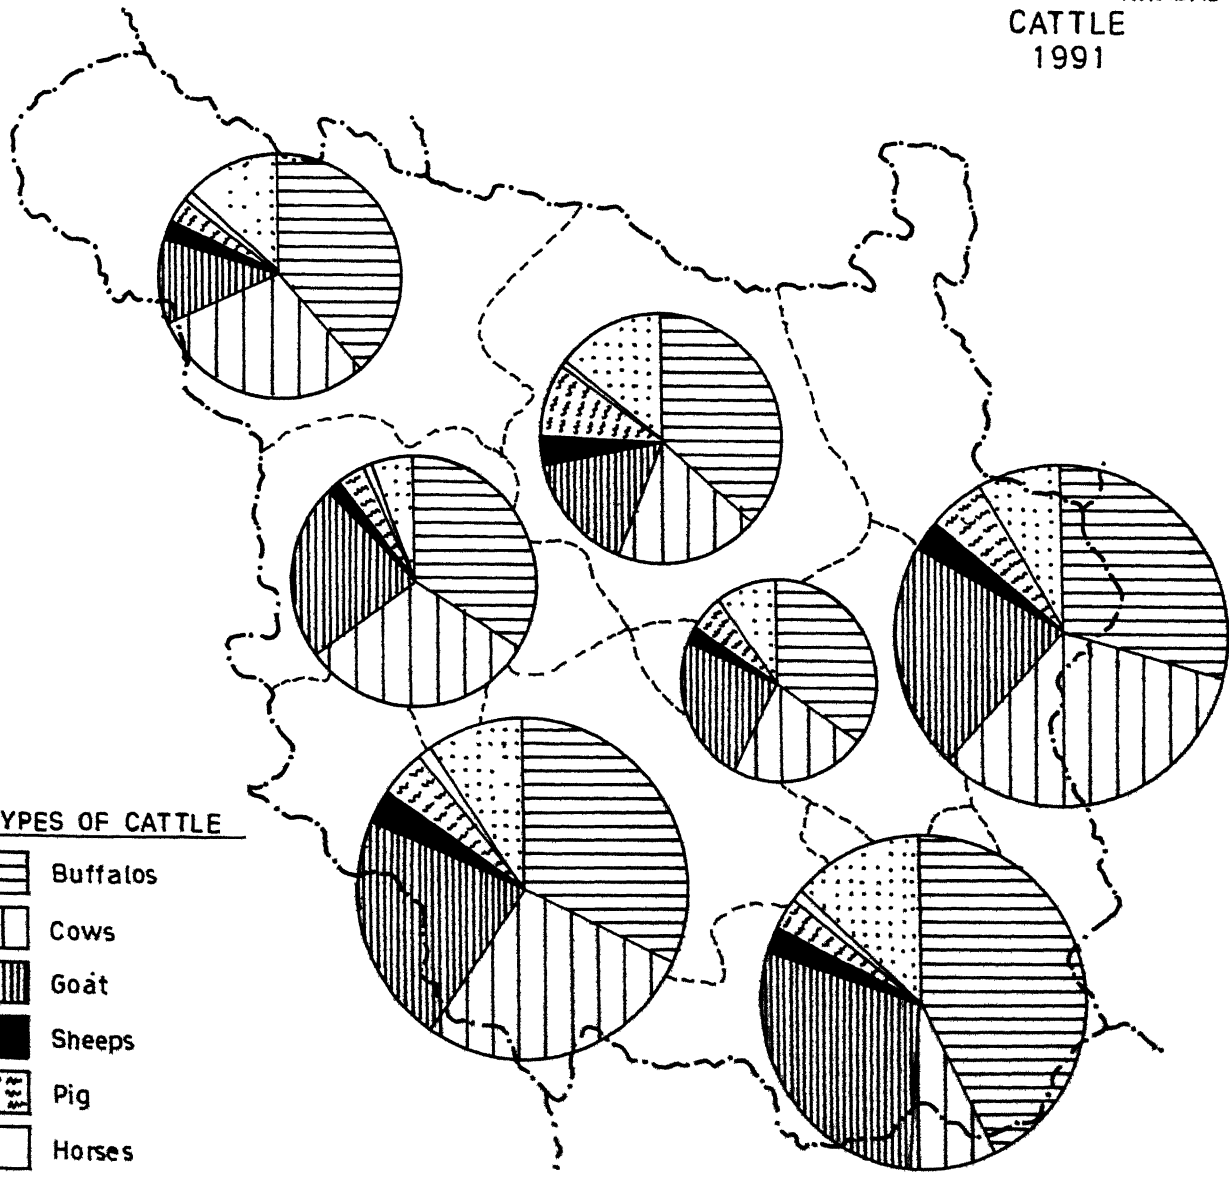 CATTLE
1991
YPES OF CATTLE
Buffalos
Cows
Goat
Sheeps
Pig
Horses